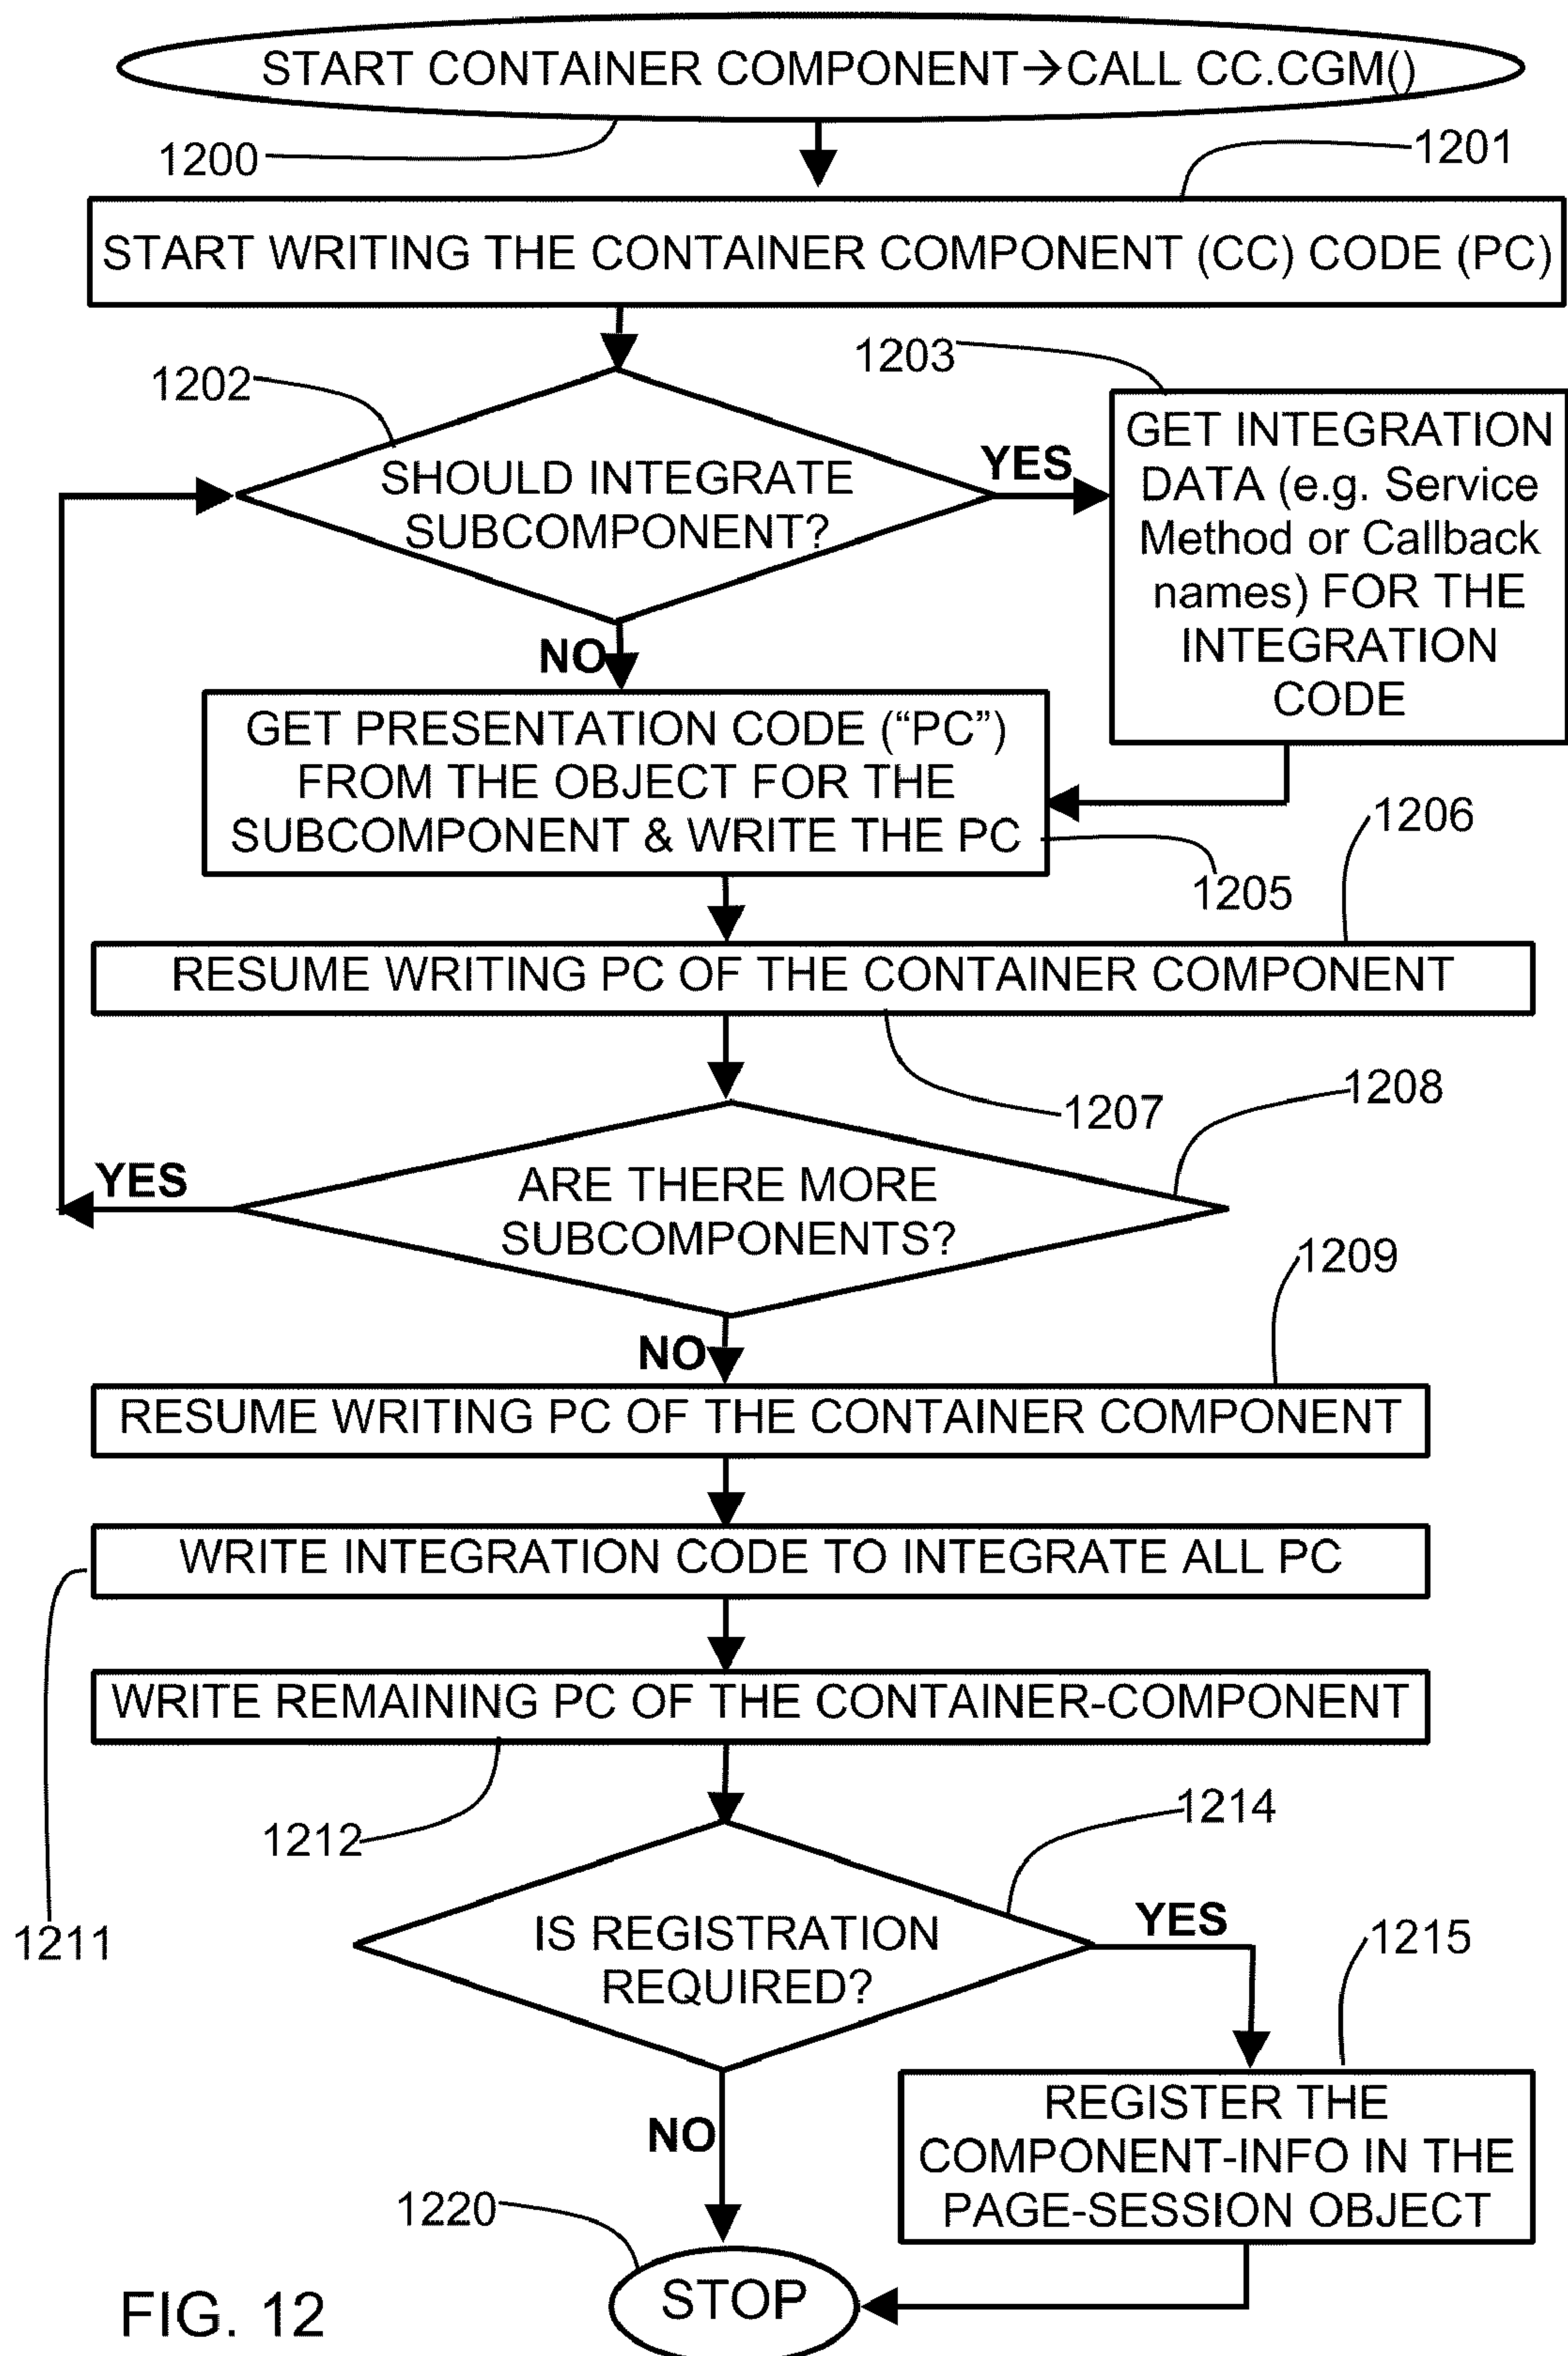 START CONTAINER COMPONENT→CALL CC.CGM()
1200
1201
START WRITING THE CONTAINER COMPONENT (CC) CODE (PC)
1202
1203
SHOULD INTEGRATE
SUBCOMPONENT?
YES
GET INTEGRATION
DATA (e.g. Service
Method or Callback
names) FOR THE
INTEGRATION
CODE
NO
GET PRESENTATION CODE (“PC”)
FROM THE OBJECT FOR THE
SUBCOMPONENT & WRITE THE PC
1205
1206
RESUME WRITING PC OF THE CONTAINER COMPONENT
1207
1208
ARE THERE MORE
SUBCOMPONENTS?
YES
NO
1209
RESUME WRITING PC OF THE CONTAINER COMPONENT
WRITE INTEGRATION CODE TO INTEGRATE ALL PC
1211
WRITE REMAINING PC OF THE CONTAINER-COMPONENT
1212
1214
IS REGISTRATION
REQUIRED?
YES
1215
NO
REGISTER THE
COMPONENT-INFO IN THE
PAGE-SESSION OBJECT
1220
STOP
FIG. 12